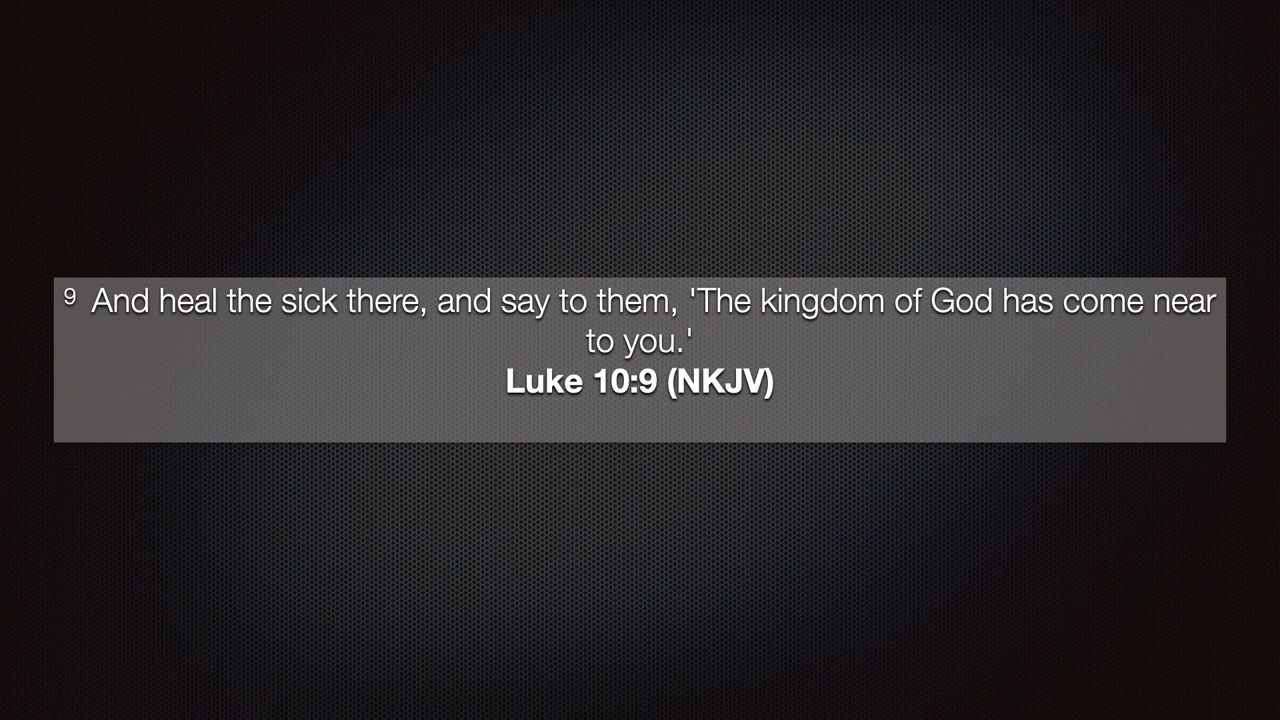 9 And heal the sick there, and say to them, 'The kingdom of God has come near
to you.'
Luke 10:9 (NKJV)